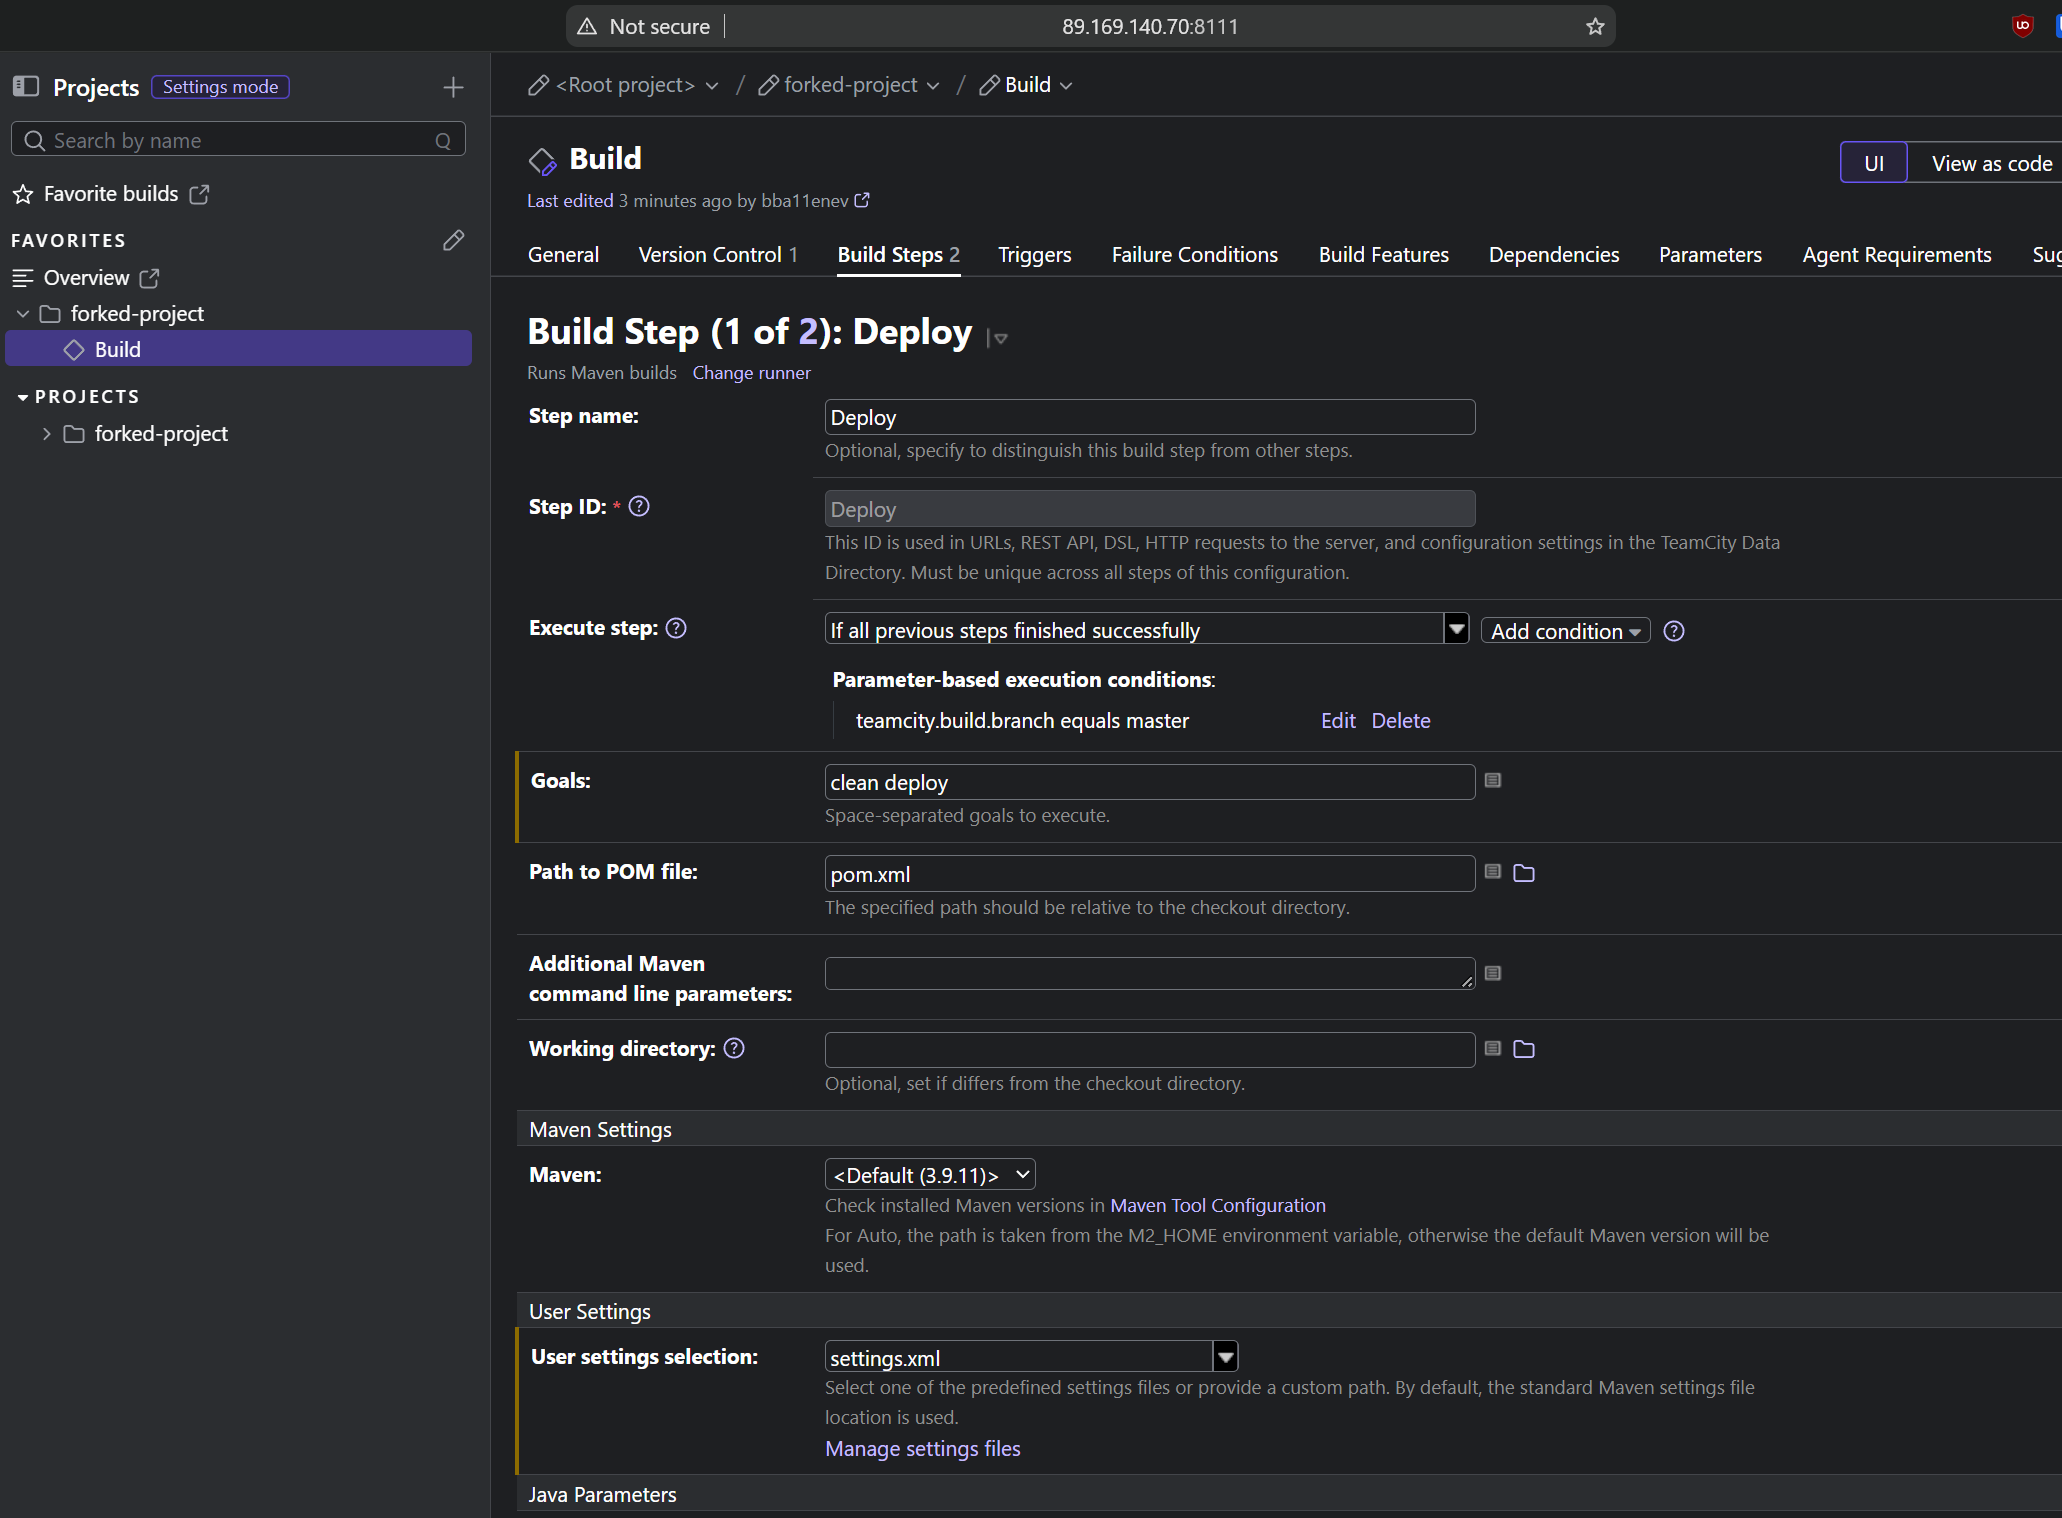 Not secure
89.169.140.70:8111
Projects
Settings mode
Search by name
Q
Favorite builds
FAVORITES
Overview
forked-project
Build
PROJECTS
forked-project
<Root project> / forked-project / Build
Build
UI
View as code
Last edited 3 minutes ago by bba11enev
General
Version Control 1
Build Steps 2
Triggers
Failure Conditions
Build Features
Dependencies
Parameters
Agent Requirements
Sug
Build Step (1 of 2): Deploy
Runs Maven builds Change runner
Step name:
Deploy
Optional, specify to distinguish this build step from other steps.
Step ID: *
Deploy
This ID is used in URLs, REST API, DSL, HTTP requests to the server, and configuration settings in the TeamCity Data
Directory. Must be unique across all steps of this configuration.
Execute step:
If all previous steps finished successfully
Add condition
Parameter-based execution conditions:
teamcity.build.branch equals master
Edit Delete
Goals:
clean deploy
Space-separated goals to execute.
Path to POM file:
pom.xml
The specified path should be relative to the checkout directory.
Additional Maven
command line parameters:
Working directory:
Optional, set if differs from the checkout directory.
Maven Settings
Maven:
<Default (3.9.11)>
Check installed Maven versions in Maven Tool Configuration
For Auto, the path is taken from the M2_HOME environment variable, otherwise the default Maven version will be
used.
User Settings
User settings selection:
settings.xml
Select one of the predefined settings files or provide a custom path. By default, the standard Maven settings file
location is used.
Manage settings files
Java Parameters